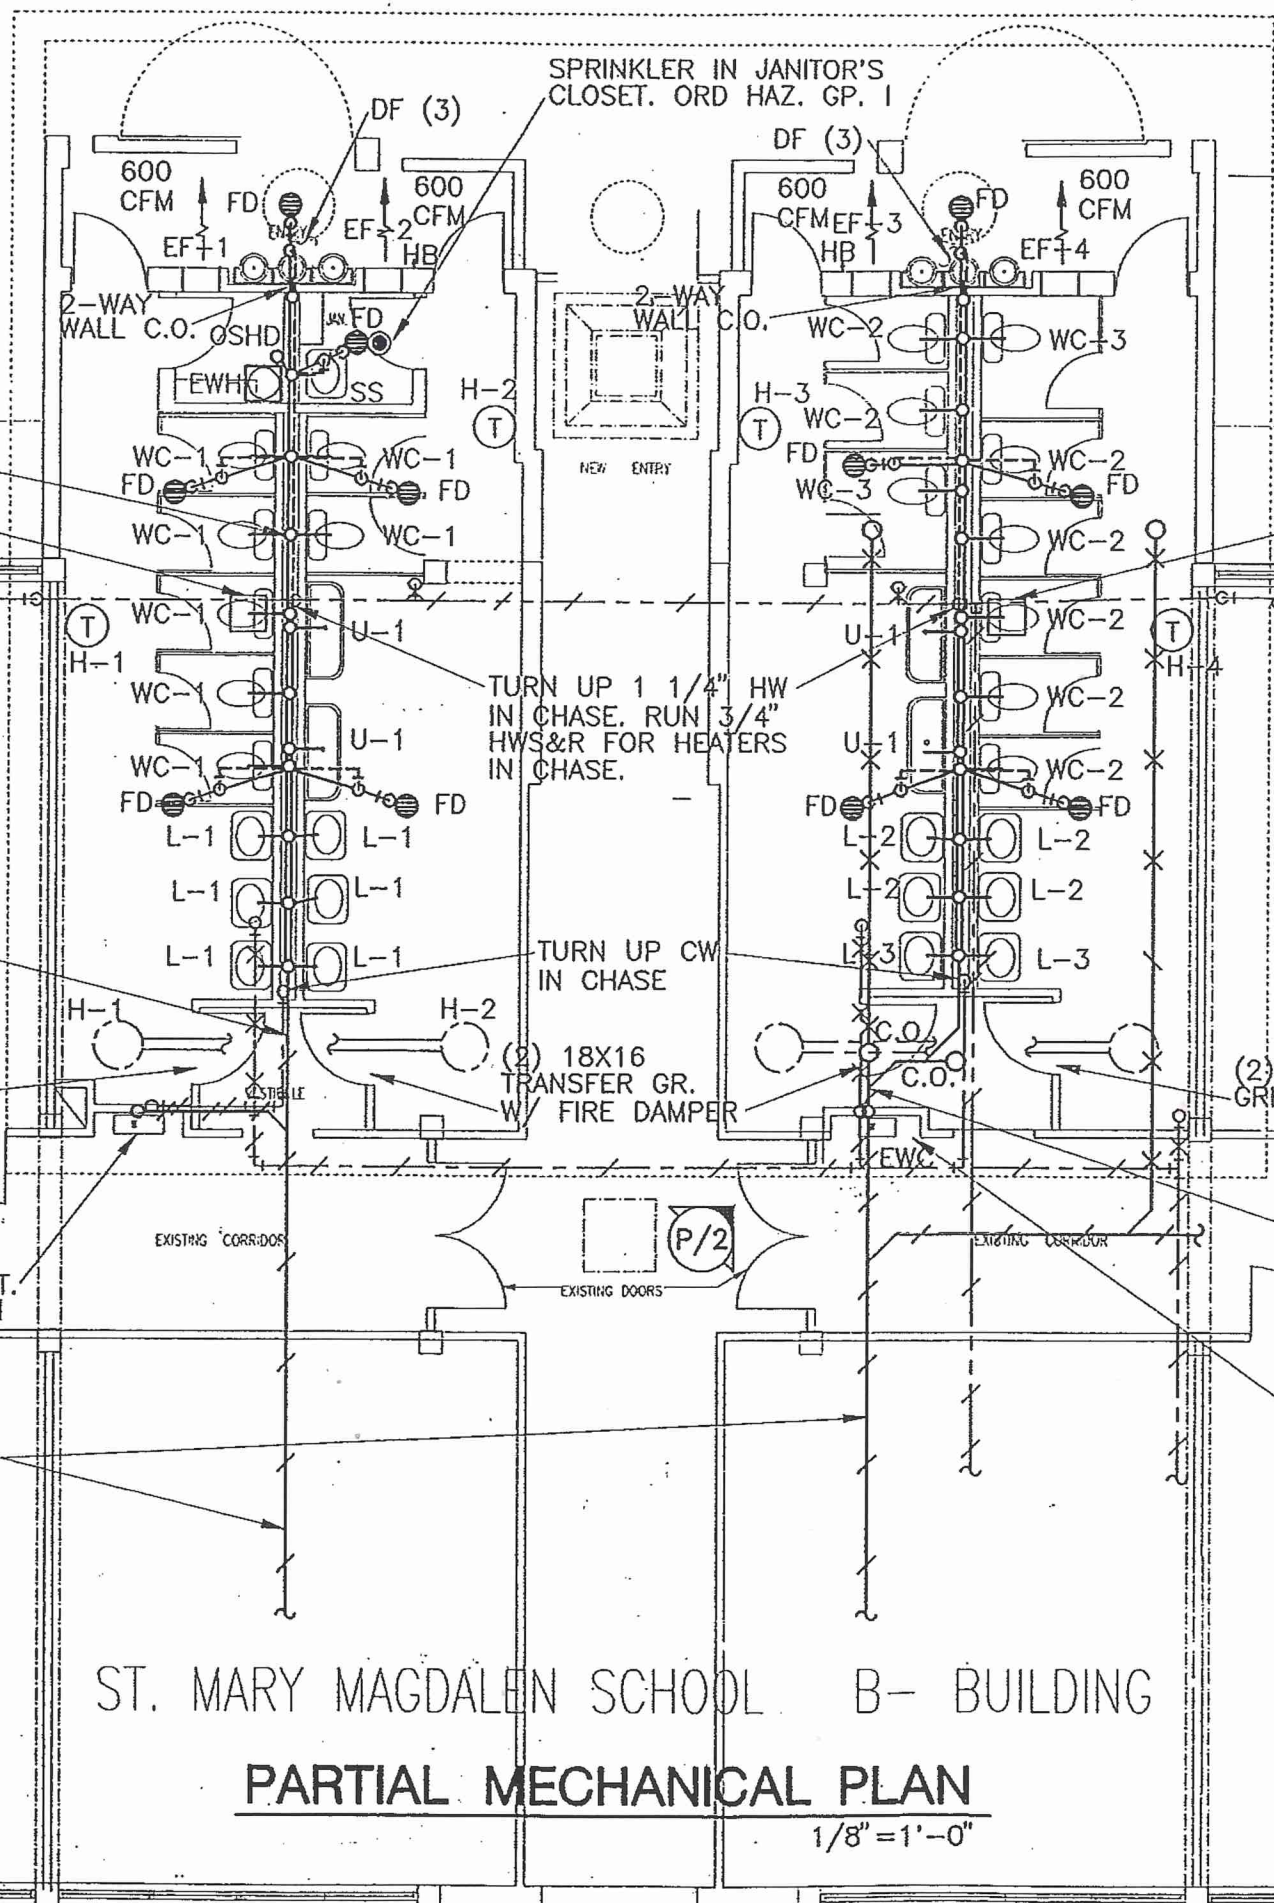 SPRINKLER IN JANITOR'S
CLOSET. ORD HAZ. GP. I
DF (3)
DF (3)
600
CFM
FD
EF-1
ENTRY
EF-2
600
CFM
HB
600
CFM
EF-3
HB
FD
ENTRY
EF-4
600
CFM
2-WAY
WALL C.O.
OSHD
JAN.
FD
EWHG
SS
2-WAY
WALL C.O.
WC-2
WC-3
H-2
T
H-3
T
WC-2
WC-1
WC-1
FD
FD
NEW ENTRY
FD
WC-3
WC-2
FD
WC-1
WC-1
WC-2
T
H-1
WC-1
U-1
U-1
WC-2
T
H-4
WC-1
TURN UP 1 1/4" HW
IN CHASE. RUN 3/4"
HWS&R FOR HEATERS
IN CHASE.
WC-2
U-1
U-1
WC-1
WC-2
FD
FD
FD
FD
L-1
L-1
L-2
L-2
L-1
L-1
L-2
L-2
L-1
L-1
L-3
L-3
TURN UP CW
IN CHASE
H-1
H-2
C.O.
C.O.
(2) 18X16
TRANSFER GR.
W/ FIRE DAMPER
(2)
VESTIBULE
EWC
EXISTING CORRIDOR
P/2
EXISTING CORRIDOR
T.
EXISTING DOORS
ST. MARY MAGDALEN SCHOOL B- BUILDING
PARTIAL MECHANICAL PLAN
1/8"=1'-0"